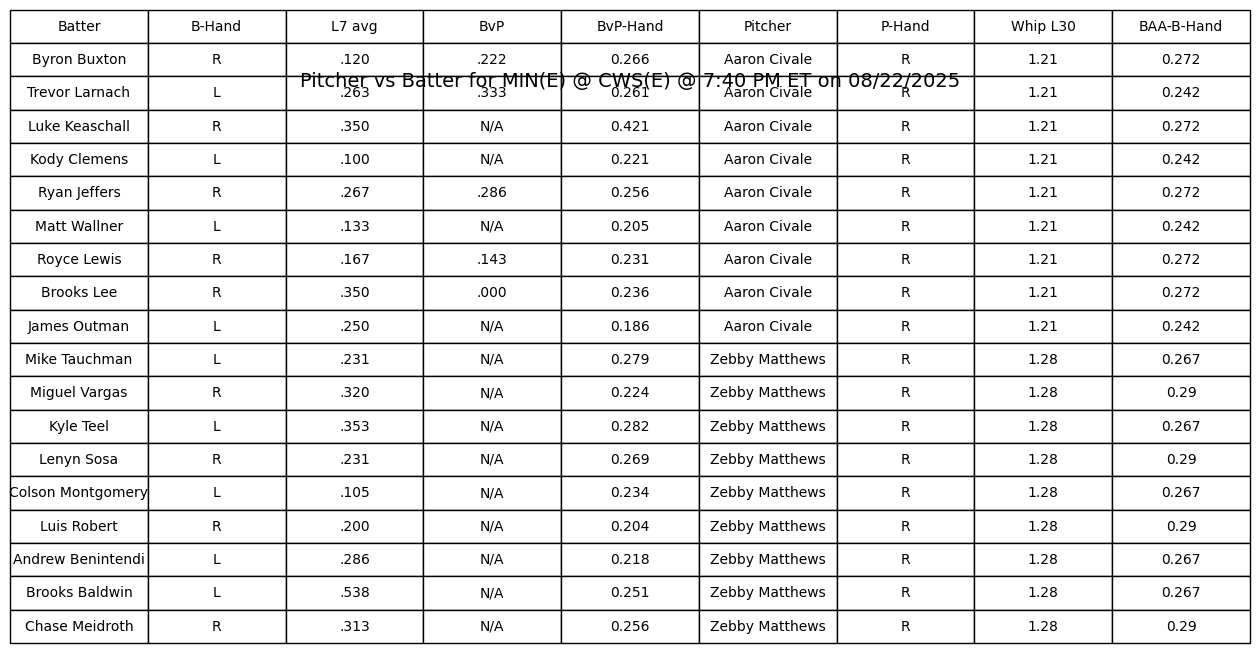 Batter B-Hand L7 avg BvP BvP-Hand Pitcher P-Hand Whip L30 BAA-B-Hand
Byron Buxton R .120 .222 0.266 Aaron Civale R 1.21 0.272
Pitcher vs Batter for MIN(E) @ CWS(E) @ 7:40 PM ET on 08/22/2025
Trevor Larnach L .263 .333 0.261 Aaron Civale R 1.21 0.242
Luke Keaschall R .350 N/A 0.421 Aaron Civale R 1.21 0.272
Kody Clemens L .100 N/A 0.221 Aaron Civale R 1.21 0.242
Ryan Jeffers R .267 .286 0.256 Aaron Civale R 1.21 0.272
Matt Wallner L .133 N/A 0.205 Aaron Civale R 1.21 0.242
Royce Lewis R .167 .143 0.231 Aaron Civale R 1.21 0.272
Brooks Lee R .350 .000 0.236 Aaron Civale R 1.21 0.272
James Outman L .250 N/A 0.186 Aaron Civale R 1.21 0.242
Mike Tauchman L .231 N/A 0.279 Zebby Matthews R 1.28 0.267
Miguel Vargas R .320 N/A 0.224 Zebby Matthews R 1.28 0.29
Kyle Teel L .353 N/A 0.282 Zebby Matthews R 1.28 0.267
Lenyn Sosa R .231 N/A 0.269 Zebby Matthews R 1.28 0.29
Colson Montgomery L .105 N/A 0.234 Zebby Matthews R 1.28 0.267
Luis Robert R .200 N/A 0.204 Zebby Matthews R 1.28 0.29
Andrew Benintendi L .286 N/A 0.218 Zebby Matthews R 1.28 0.267
Brooks Baldwin L .538 N/A 0.251 Zebby Matthews R 1.28 0.267
Chase Meidroth R .313 N/A 0.256 Zebby Matthews R 1.28 0.29